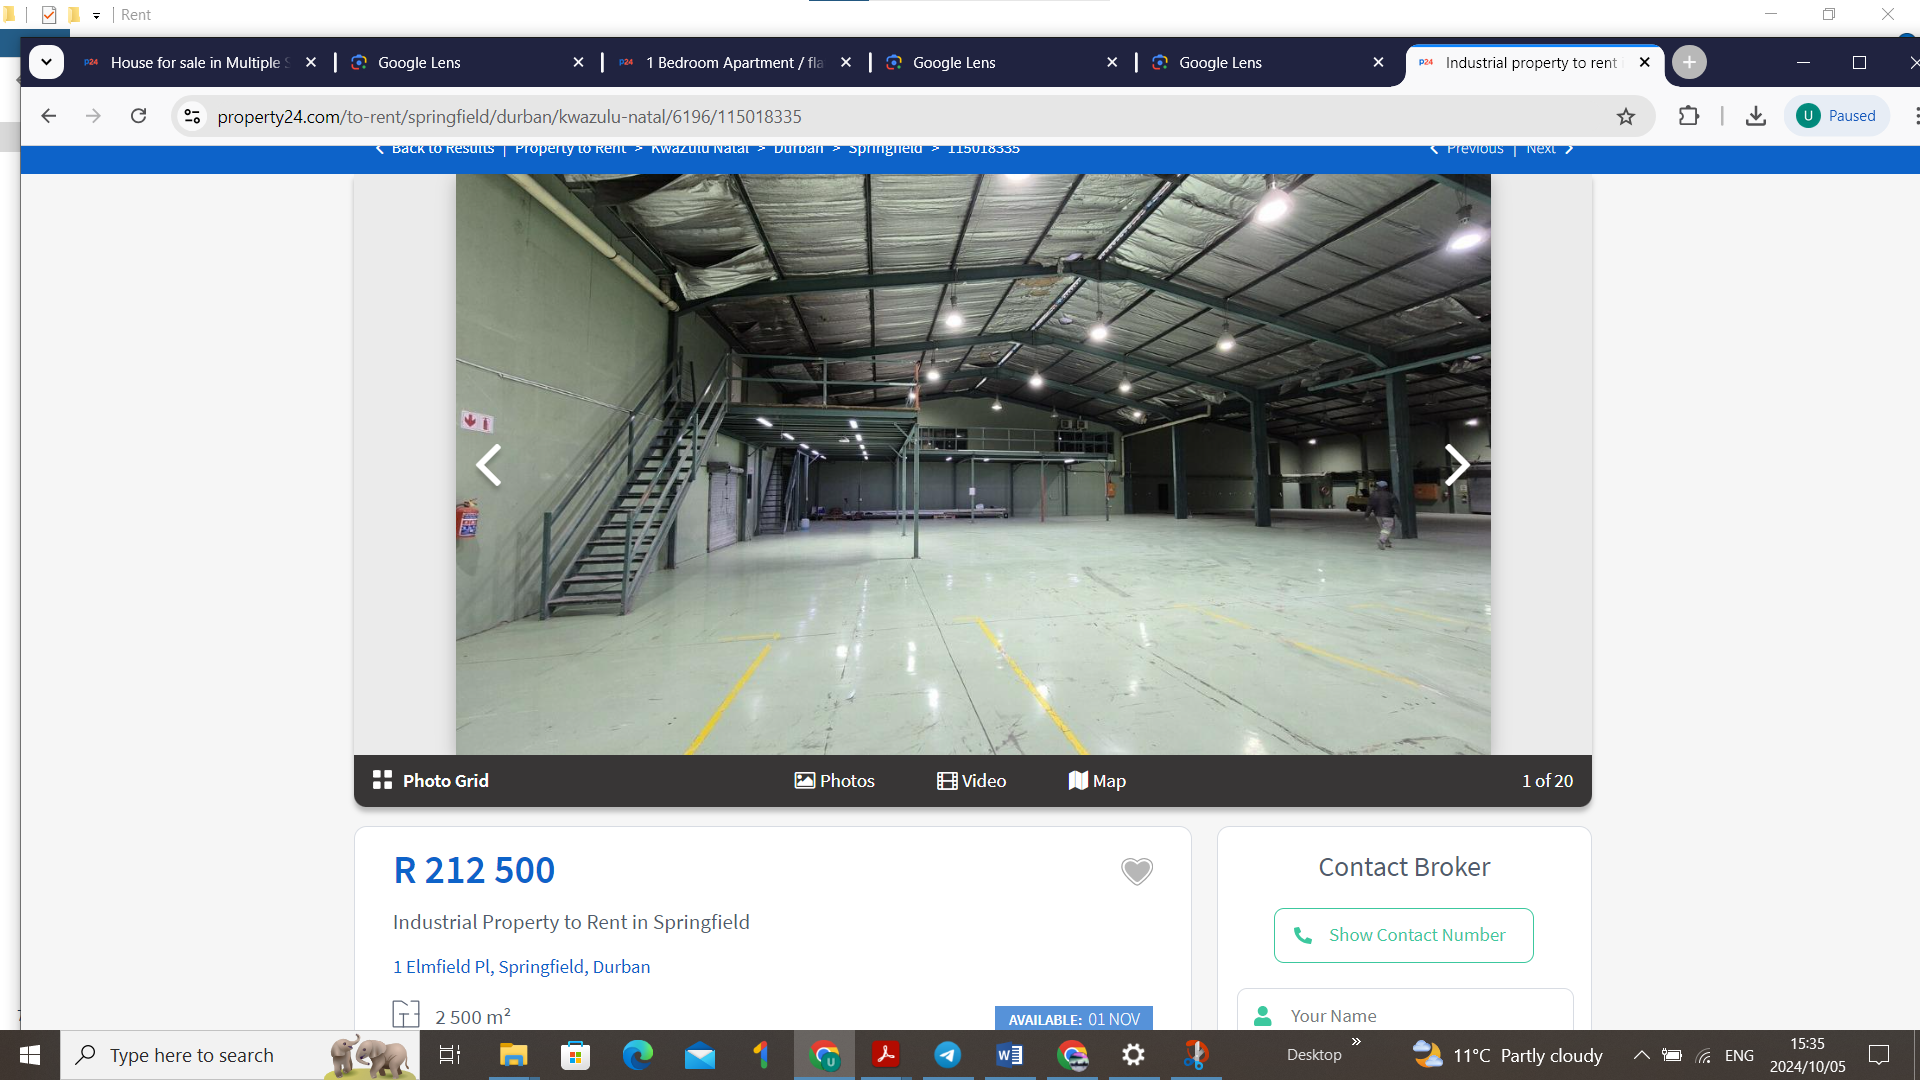 Rent
House for sale in Multiple S
Google Lens
1 Bedroom Apartment / fla
Google Lens
Google Lens
Industrial property to rent i
property24.com/to-rent/springfield/durban/kwazulu-natal/6196/115018335
U Paused
Back to Results | Property to Rent > KwaZulu Natal > Durban > Springfield > 115018335
Previous | Next
Photo Grid
Photos
Video
Map
1 of 20
R 212 500
Industrial Property to Rent in Springfield
1 Elmfield Pl, Springfield, Durban
2 500 m²
AVAILABLE: 01 NOV
Contact Broker
Show Contact Number
Your Name
Type here to search
Desktop
11°C Partly cloudy
ENG
15:35
2024/10/05